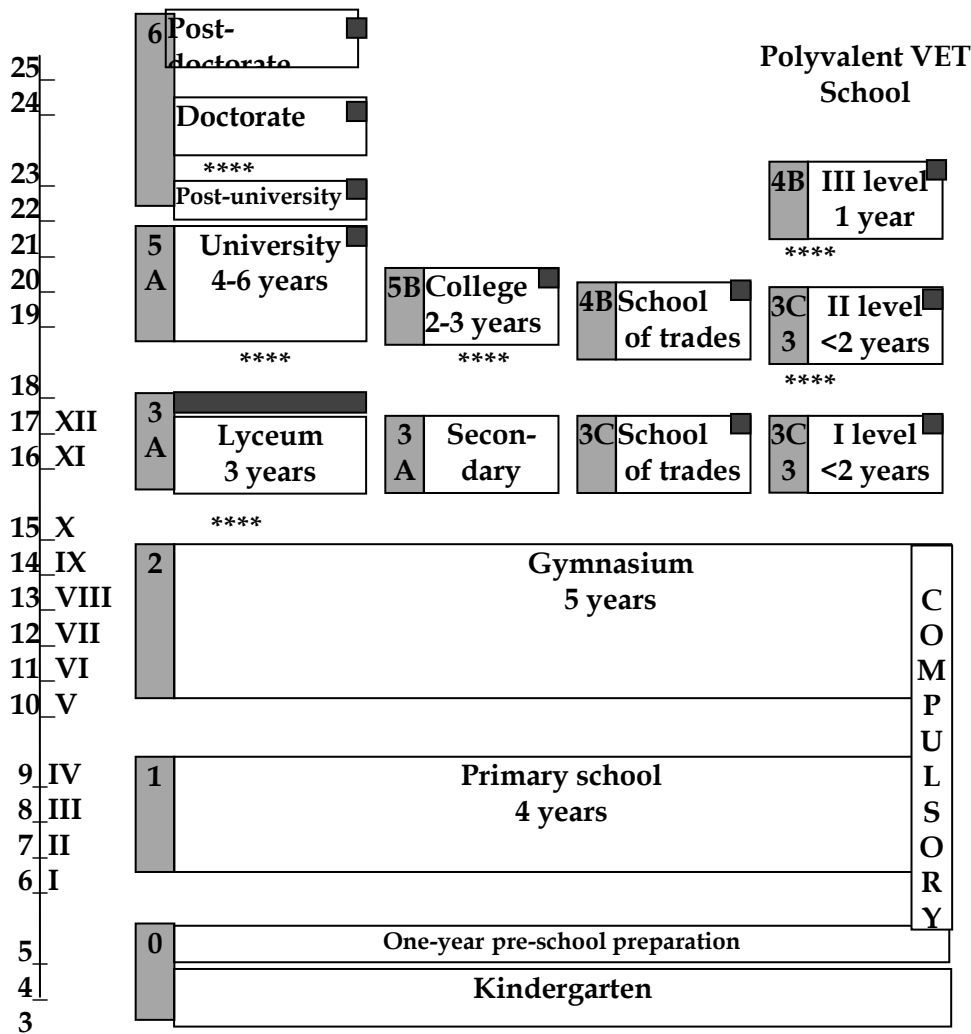 6 Post-
doctorate
25
Polyvalent VET
School
24
Doctorate
****
23
Post-university
22
4B III level
1 year
****
21
5
A
University
4-6 years
****
20
5B College
2-3 years
****
4B School
of trades
3C
3
II level
<2 years
****
19
18
17 XII
3
A
Lyceum
3 years
****
3
A
Secon-
dary
3C School
of trades
3C
3
I level
<2 years
16 XI
15 X
14 IX
2 Gymnasium
5 years
13 VIII
12 VII
11 VI
10 V
C
O
M
P
U
L
S
O
R
Y
9 IV
1 Primary school
4 years
8 III
7 II
6 I
0 One-year pre-school preparation
5
Kindergarten
4
3